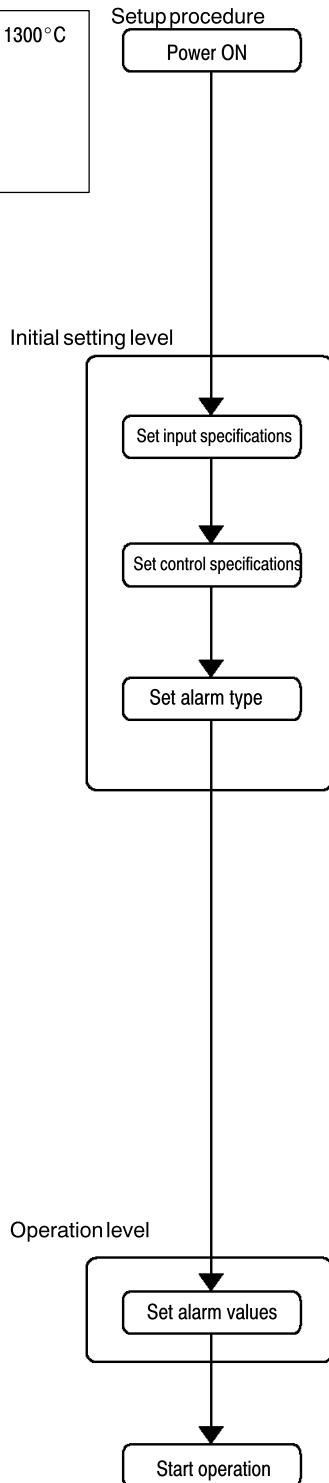 Setup procedure
1300°C
Power ON
Initial setting level
Set input specifications
Set control specifications
Set alarm type
Operation level
Set alarm values
Start operation